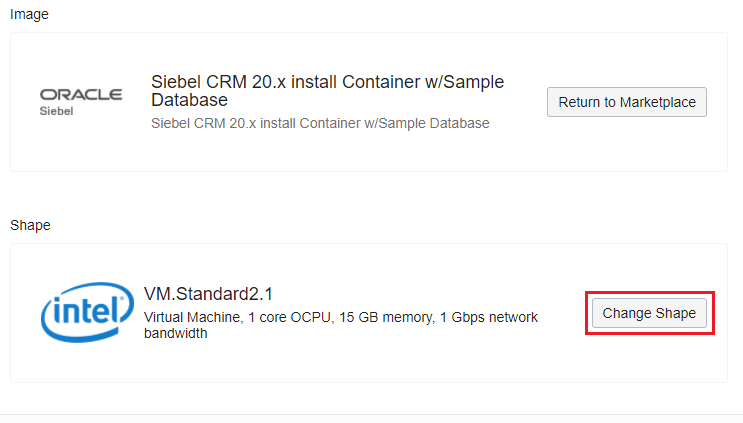 Image
ORACLE
Siebel
Siebel CRM 20.x install Container w/Sample
Database
Siebel CRM 20.x install Container w/Sample Database
Return to Marketplace
Shape
intel
VM.Standard2.1
Virtual Machine, 1 core OCPU, 15 GB memory, 1 Gbps network
bandwidth
Change Shape